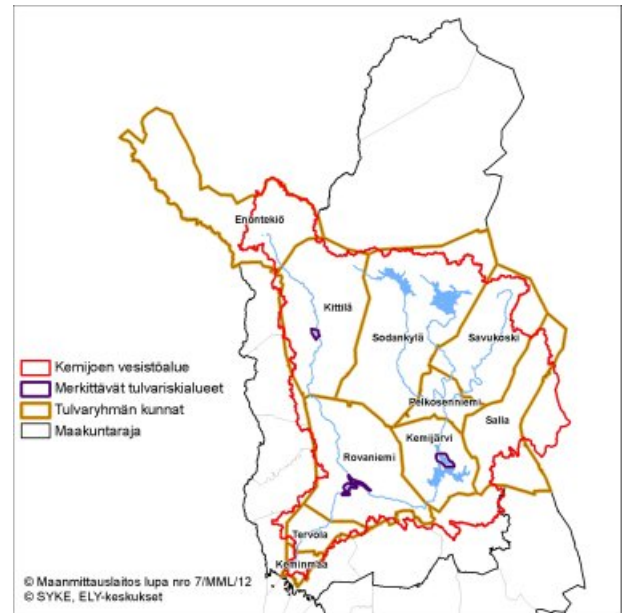 Enontekiö
Kittilä
Sodankylä
Savukoski
Pelkosenniemi
Salla
Kemijärvi
Rovaniemi
Tervola
Keminmaa
Kemijoen vesistöalue
Merkittävät tulvariskialueet
Tulvaryhmän kunnat
Maakuntaraja
© Maanmittauslaitos lupa nro 7/MML/12
© SYKE, ELY-keskukset